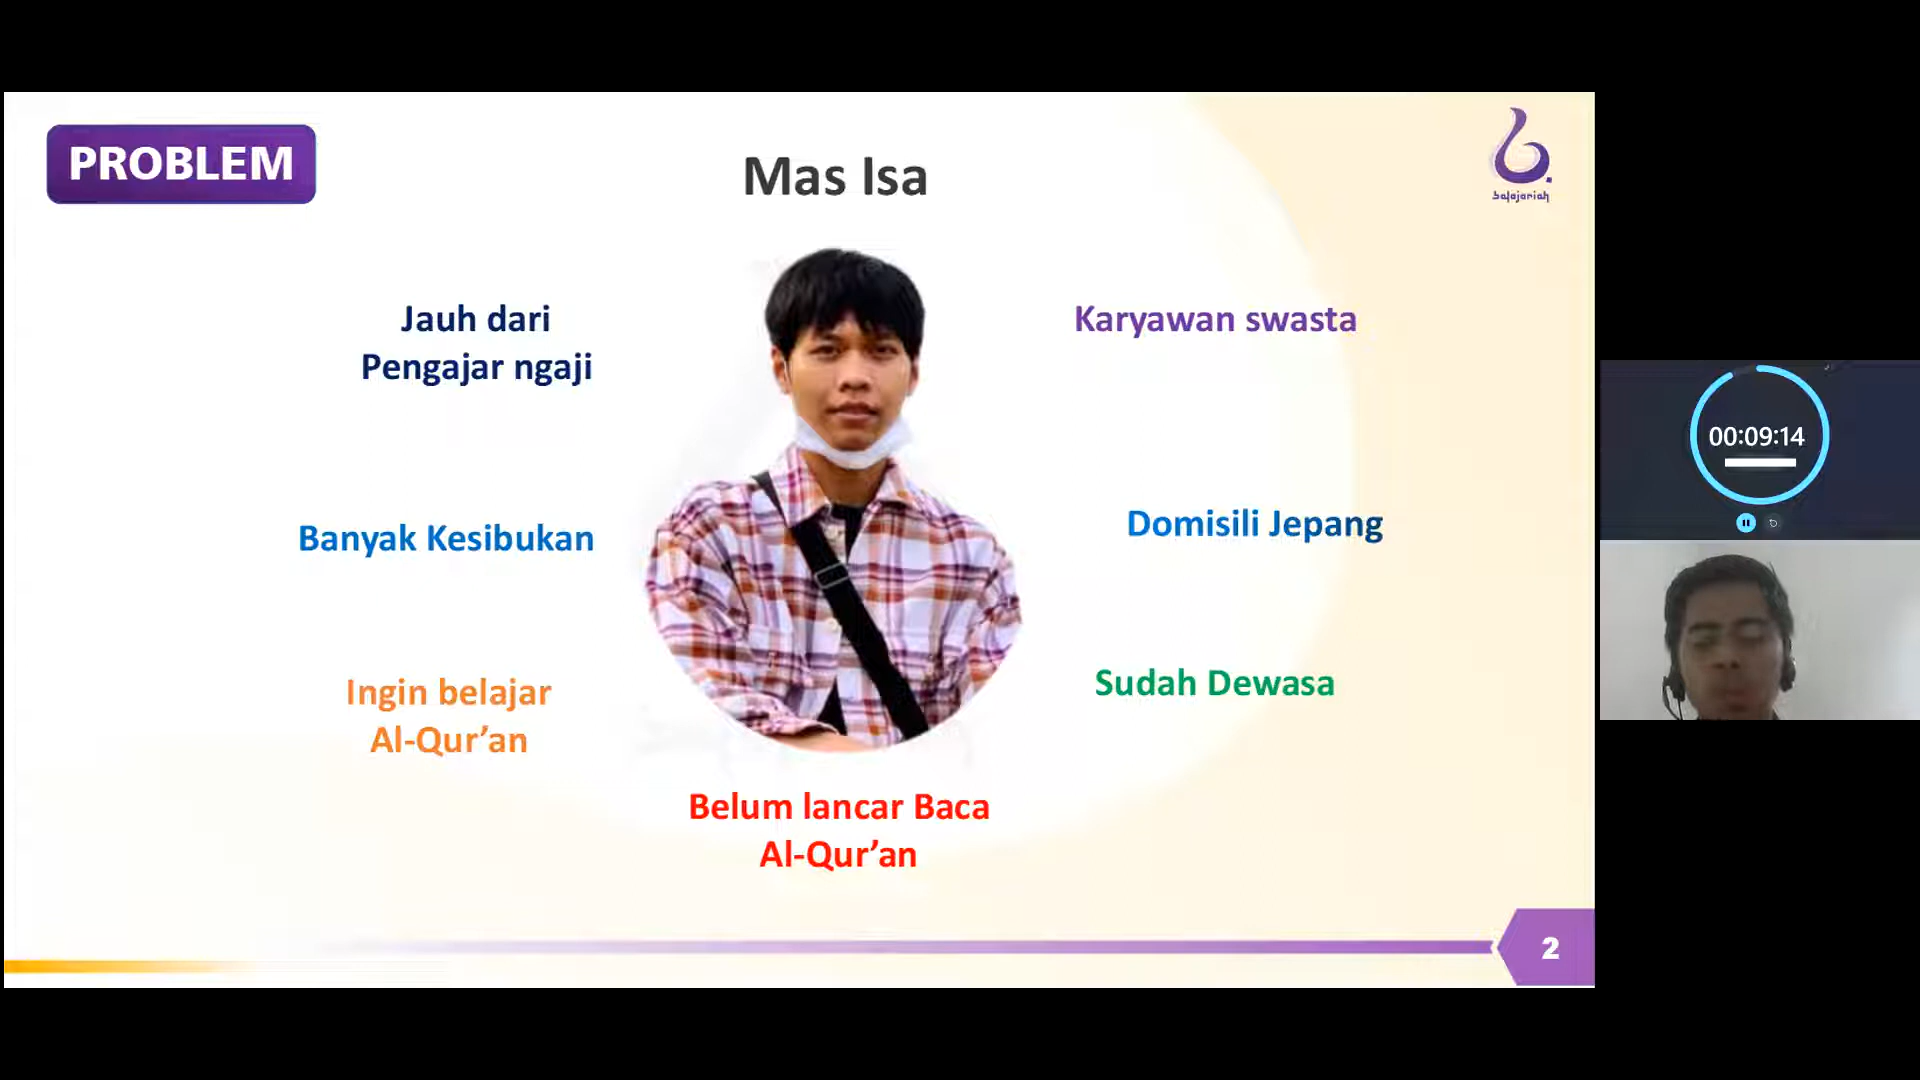 PROBLEM
Mas Isa
belajariah
Jauh dari
Pengajar ngaji
Karyawan swasta
Banyak Kesibukan
Domisili Jepang
Ingin belajar
Al-Qur’an
Sudah Dewasa
Belum lancar Baca
Al-Qur’an
2
00:09:14